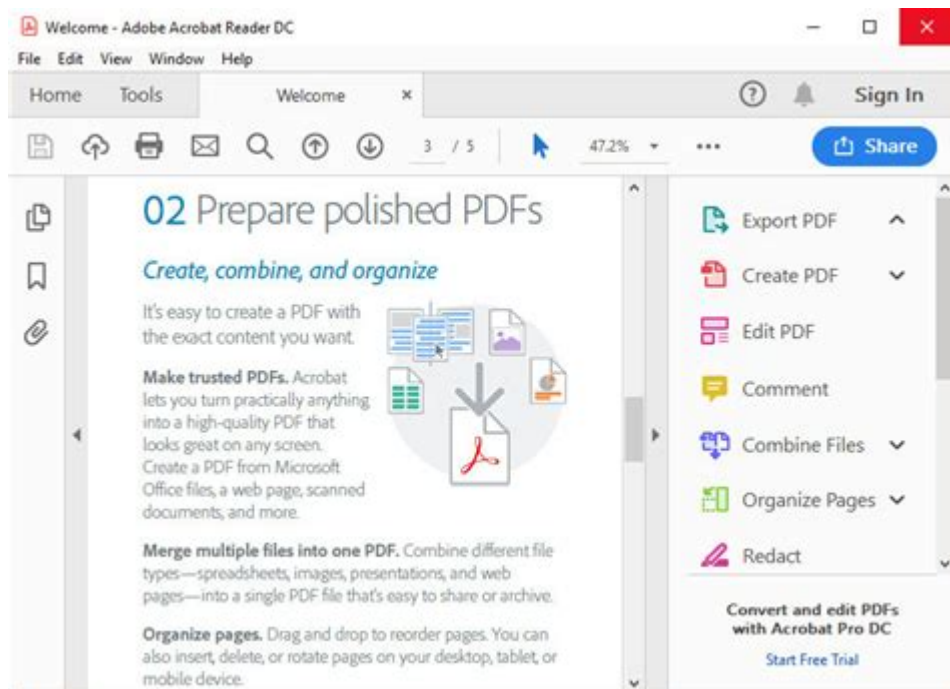 Welcome - Adobe Acrobat Reader DC
File Edit View Window Help
Home Tools Welcome × Sign In
3 / 5 47.2% Share
02 Prepare polished PDFs
Create, combine, and organize
It's easy to create a PDF with
the exact content you want.
Make trusted PDFs. Acrobat
lets you turn practically anything
into a high-quality PDF that
looks great on any screen.
Create a PDF from Microsoft
Office files, a web page, scanned
documents, and more.
Merge multiple files into one PDF. Combine different file
types—spreadsheets, images, presentations, and web
pages—into a single PDF file that's easy to share or archive.
Organize pages. Drag and drop to reorder pages. You can
also insert, delete, or rotate pages on your desktop, tablet, or
mobile device.
Export PDF
Create PDF
Edit PDF
Comment
Combine Files
Organize Pages
Redact
Convert and edit PDFs
with Acrobat Pro DC
Start Free Trial